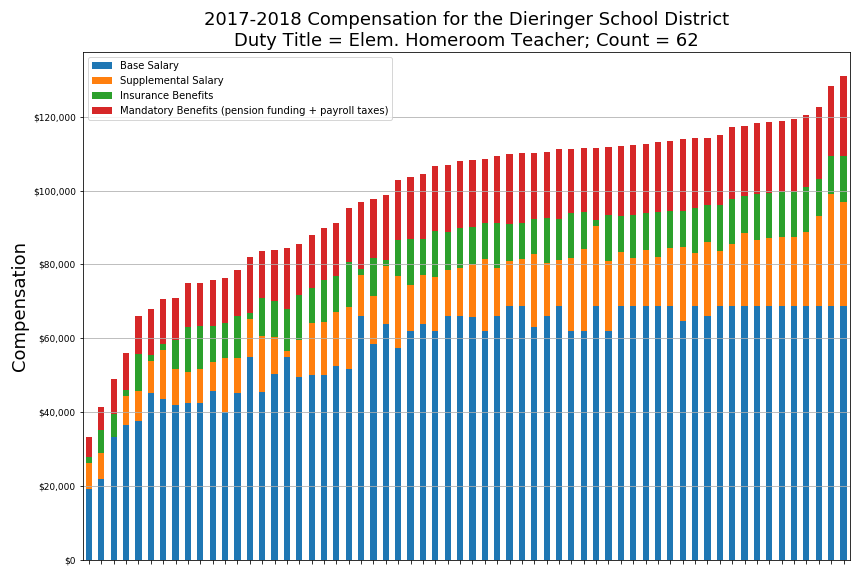 2017-2018 Compensation for the Dieringer School District
Duty Title = Elem. Homeroom Teacher; Count = 62
Base Salary
Supplemental Salary
Insurance Benefits
Mandatory Benefits (pension funding + payroll taxes)
Compensation
$120,000
$100,000
$80,000
$60,000
$40,000
$20,000
$0